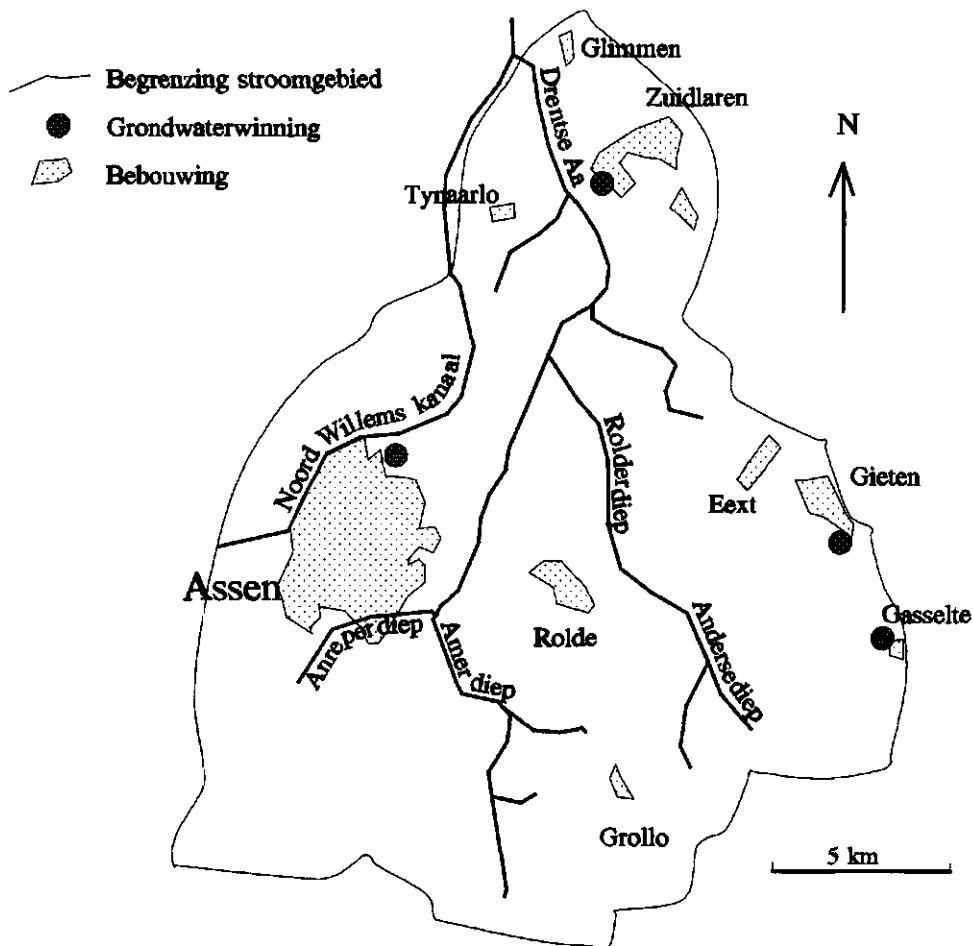 Begrenzing stroomgebied
Grondwaterwinning
Bebouwing
Glimmen
Zuidlaren
Drentse Aa
N
Tynaarlo
Noord Willems kanaal
Rolderdiep
Eext
Gieten
Assen
Gasselte
Anreperdiep
Amerdiep
Rolde
Andersediep
Grollo
5 km